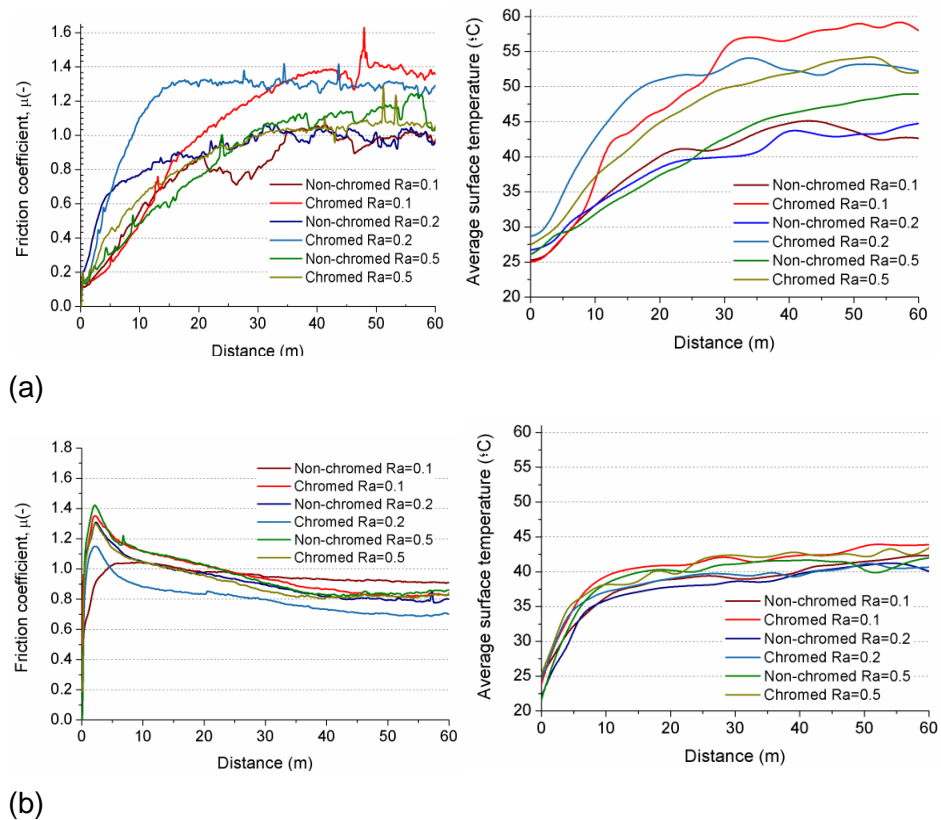 Friction coefficient, μ(-)
1.6
1.4
1.2
1.0
0.8
0.6
0.4
0.2
0.0
Non-chromed Ra=0.1
Chromed Ra=0.1
Non-chromed Ra=0.2
Chromed Ra=0.2
Non-chromed Ra=0.5
Chromed Ra=0.5
0 10 20 30 40 50 60
Distance (m)
Average surface temperature (°C)
60
55
50
45
40
35
30
25
20
Non-chromed Ra=0.1
Chromed Ra=0.1
Non-chromed Ra=0.2
Chromed Ra=0.2
Non-chromed Ra=0.5
Chromed Ra=0.5
0 10 20 30 40 50 60
Distance (m)
(a)
Friction coefficient, μ(-)
1.8
1.6
1.4
1.2
1.0
0.8
0.6
0.4
0.2
0.0
Non-chromed Ra=0.1
Chromed Ra=0.1
Non-chromed Ra=0.2
Chromed Ra=0.2
Non-chromed Ra=0.5
Chromed Ra=0.5
0 10 20 30 40 50 60
Distance (m)
Average surface temperature (°C)
60
55
50
45
40
35
30
25
20
Non-chromed Ra=0.1
Chromed Ra=0.1
Non-chromed Ra=0.2
Chromed Ra=0.2
Non-chromed Ra=0.5
Chromed Ra=0.5
0 10 20 30 40 50 60
Distance (m)
(b)